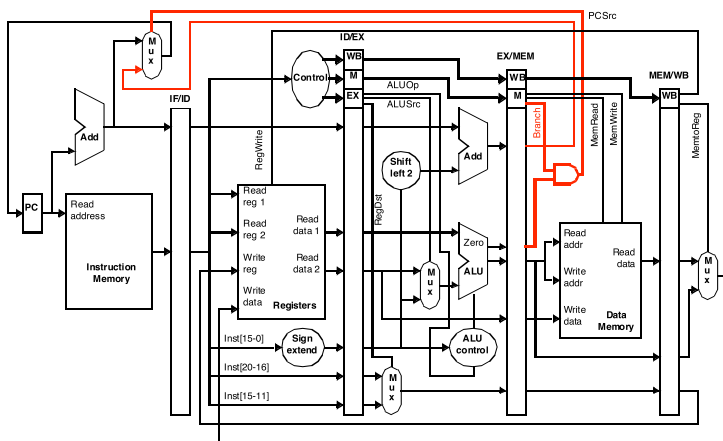 PCSrc
ID/EX
M
u
x
WB
EX/MEM
Control
M
WB
MEM/WB
ALUOp
EX
M
WB
IF/ID
ALUSrc
Add
RegWrite
Branch
MemRead
MemWrite
MemtoReg
Add
Shift
left 2
PC
Read
address
Instruction
Memory
Read
reg 1
Read
reg 2
Write
reg
Write
data
Read
data 1
Read
data 2
Registers
RegDst
Zero
ALU
M
u
x
Read
addr
Write
addr
Write
data
Read
data
Data
Memory
M
u
x
Inst[15-0]
Sign
extend
ALU
control
Inst[20-16]
Inst[15-11]
M
u
x